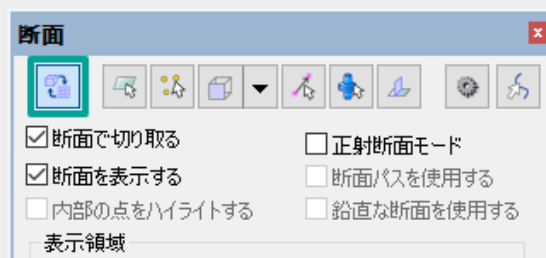 断面
断面で切り取る
正射断面モード
断面を表示する
断面パスを使用する
内部の点をハイライトする
鉛直な断面を使用する
表示領域